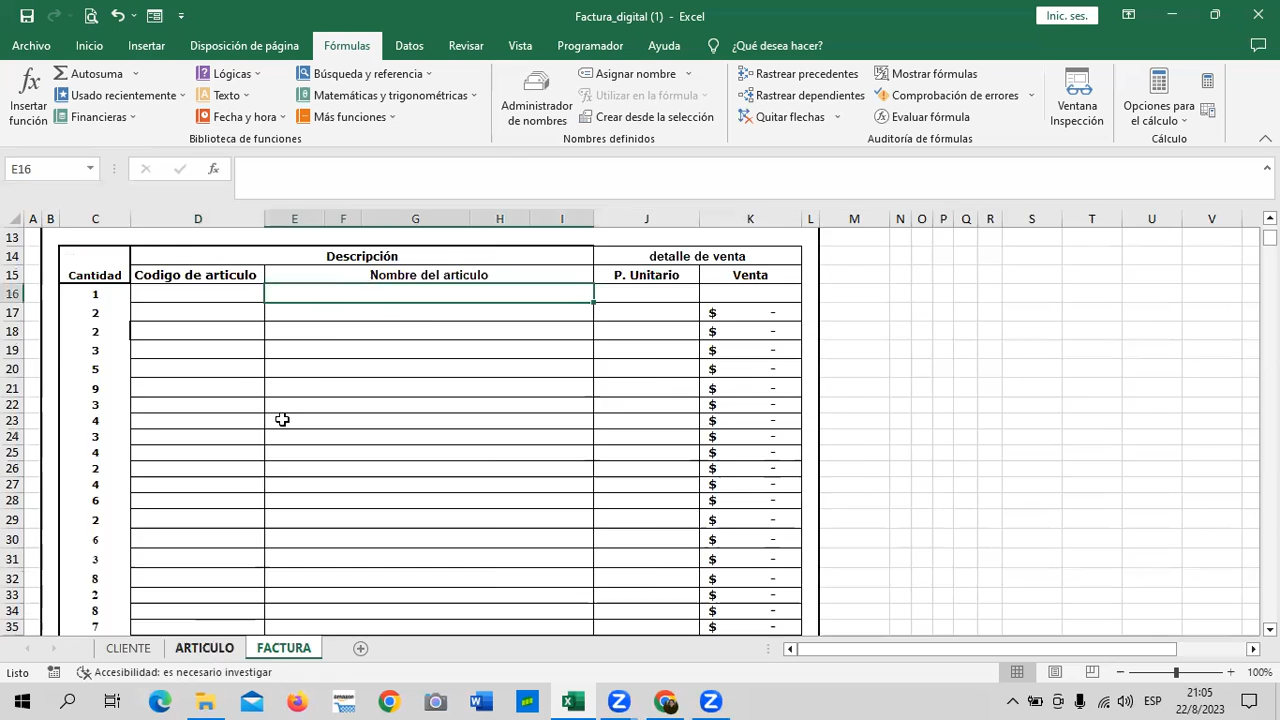 Factura_digital (1) - Excel
Inic. ses.
Archivo Inicio Insertar Disposición de página Fórmulas Datos Revisar Vista Programador Ayuda ¿Qué desea hacer?
Insertar función
Autosuma
Usado recientemente
Financieras
Lógicas
Texto
Fecha y hora
Búsqueda y referencia
Matemáticas y trigonométricas
Más funciones
Biblioteca de funciones
Administrador de nombres
Asignar nombre
Utilizar en la fórmula
Crear desde la selección
Nombres definidos
Rastrear precedentes
Rastrear dependientes
Quitar flechas
Mostrar fórmulas
Comprobación de errores
Evaluar fórmula
Auditoría de fórmulas
Ventana Inspección
Opciones para el cálculo
Cálculo
E16
fx
A B C D E F G H I J K L M N O P Q R S T U V
13
14 Descripción detalle de venta
15 Cantidad Codigo de articulo Nombre del articulo P. Unitario Venta
16 1
17 2 $ -
18 2 $ -
19 3 $ -
20 5 $ -
21 9 $ -
22 3 $ -
23 4 $ -
24 3 $ -
25 4 $ -
26 2 $ -
27 4 $ -
28 6 $ -
29 2 $ -
30 6 $ -
31 3 $ -
32 8 $ -
33 2 $ -
34 8 $ -
35 7 $ -
CLIENTE ARTICULO FACTURA
Listo Accesibilidad: es necesario investigar 100%
amazon
ESP
21:05
22/8/2023